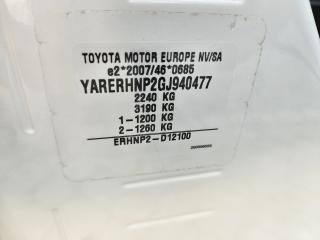 TOYOTA MOTOR EUROPE NV/SA
e2*2007/46*0685
YARERHNP2GJ940477
2240 KG
3190 KG
1-1200 KG
2-1260 KG
ERHNP2-D12100